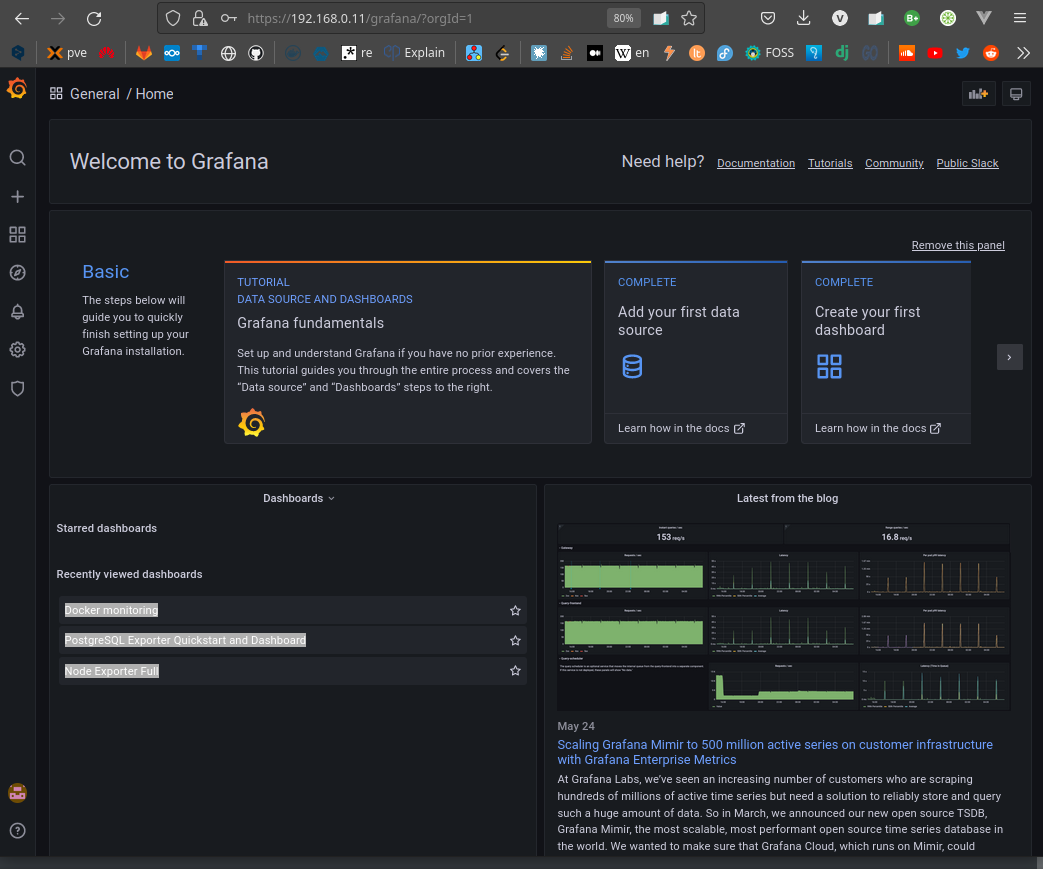 https://192.168.0.11/grafana/?orgId=1
80%
V
B+
pve
re
Explain
W en
lt
FOSS
dj
General / Home
Welcome to Grafana
Need help? Documentation Tutorials Community Public Slack
Remove this panel
Basic
The steps below will
guide you to quickly
finish setting up your
Grafana installation.
TUTORIAL
DATA SOURCE AND DASHBOARDS
Grafana fundamentals
Set up and understand Grafana if you have no prior experience.
This tutorial guides you through the entire process and covers the
“Data source” and “Dashboards” steps to the right.
COMPLETE
Add your first data
source
Learn how in the docs
COMPLETE
Create your first
dashboard
Learn how in the docs
Dashboards
Starred dashboards
Recently viewed dashboards
Docker monitoring
PostgreSQL Exporter Quickstart and Dashboard
Node Exporter Full
Latest from the blog
153 req/s
16.8 req/s
May 24
Scaling Grafana Mimir to 500 million active series on customer infrastructure
with Grafana Enterprise Metrics
At Grafana Labs, we’ve seen an increasing number of customers who are scraping
hundreds of millions of active time series but need a solution to reliably store and query
such a huge amount of data. So in March, we announced our new open source TSDB,
Grafana Mimir, the most scalable, most performant open source time series database in
the world. We wanted to make sure that Grafana Cloud, which runs on Mimir, could